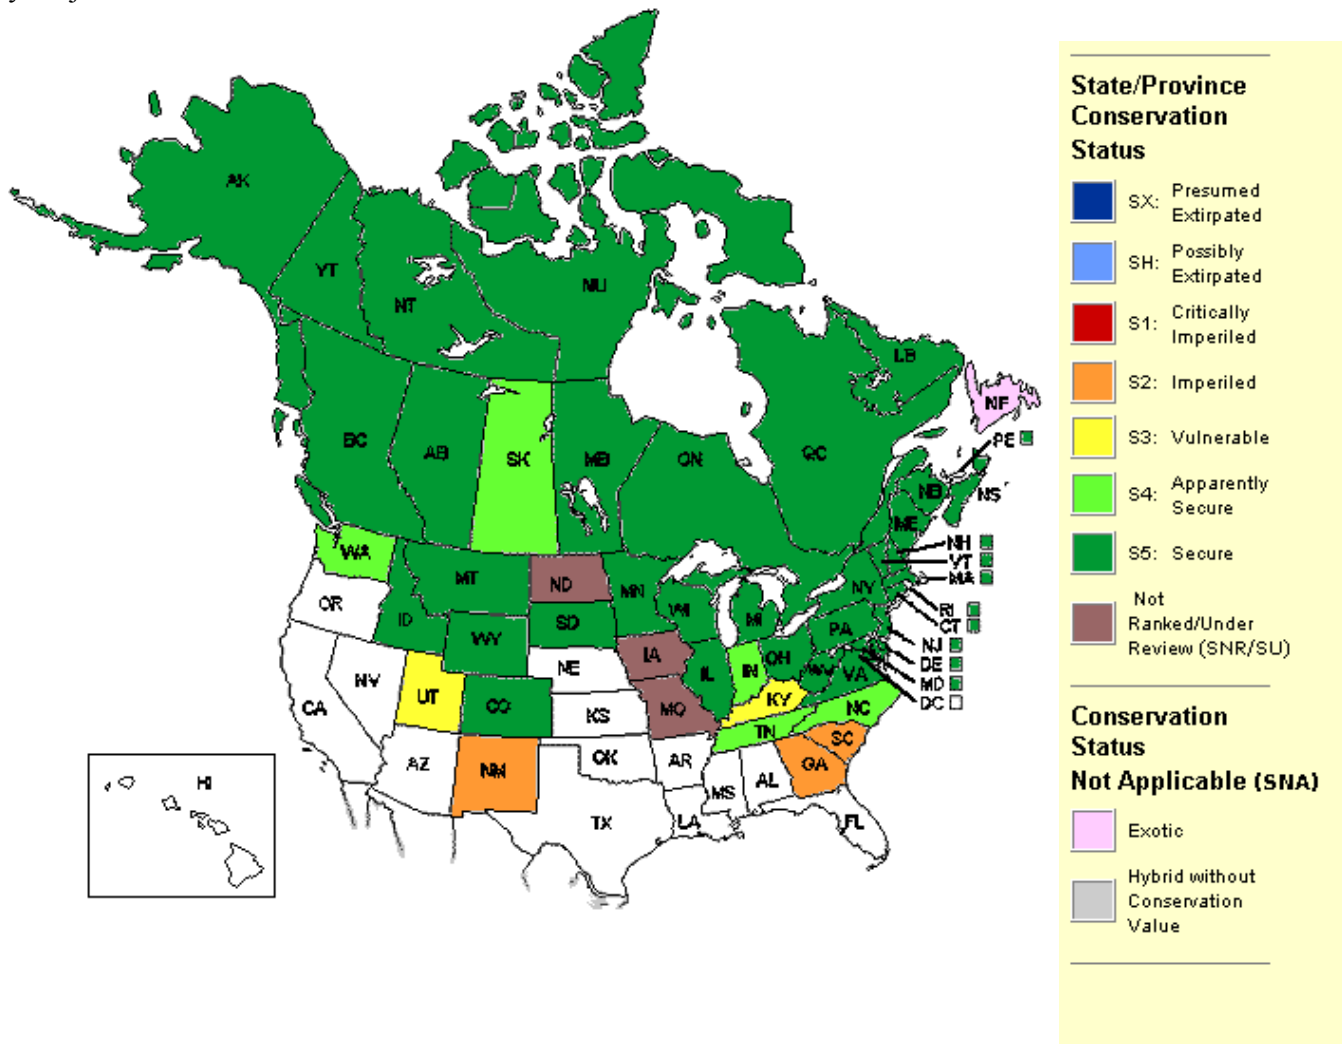 AK
YT
NT
NU
BC
AB
SK
MB
ON
QC
LB
NF
PE
NB
NS
ME
NH
VT
MA
RI
CT
NJ
DE
MD
DC
WA
OR
CA
NV
ID
MT
WY
UT
CO
AZ
NM
ND
SD
NE
KS
OK
TX
MN
IA
MO
AR
LA
WI
IL
MI
IN
OH
KY
TN
MS
AL
GA
FL
SC
NC
VA
WV
PA
NY
HI
State/Province
Conservation
Status
SX: Presumed
Extirpated
SH: Possibly
Extirpated
S1: Critically
Imperiled
S2: Imperiled
S3: Vulnerable
S4: Apparently
Secure
S5: Secure
Not
Ranked/Under
Review (SNR/SU)
Conservation
Status
Not Applicable (SNA)
Exotic
Hybrid without
Conservation
Value